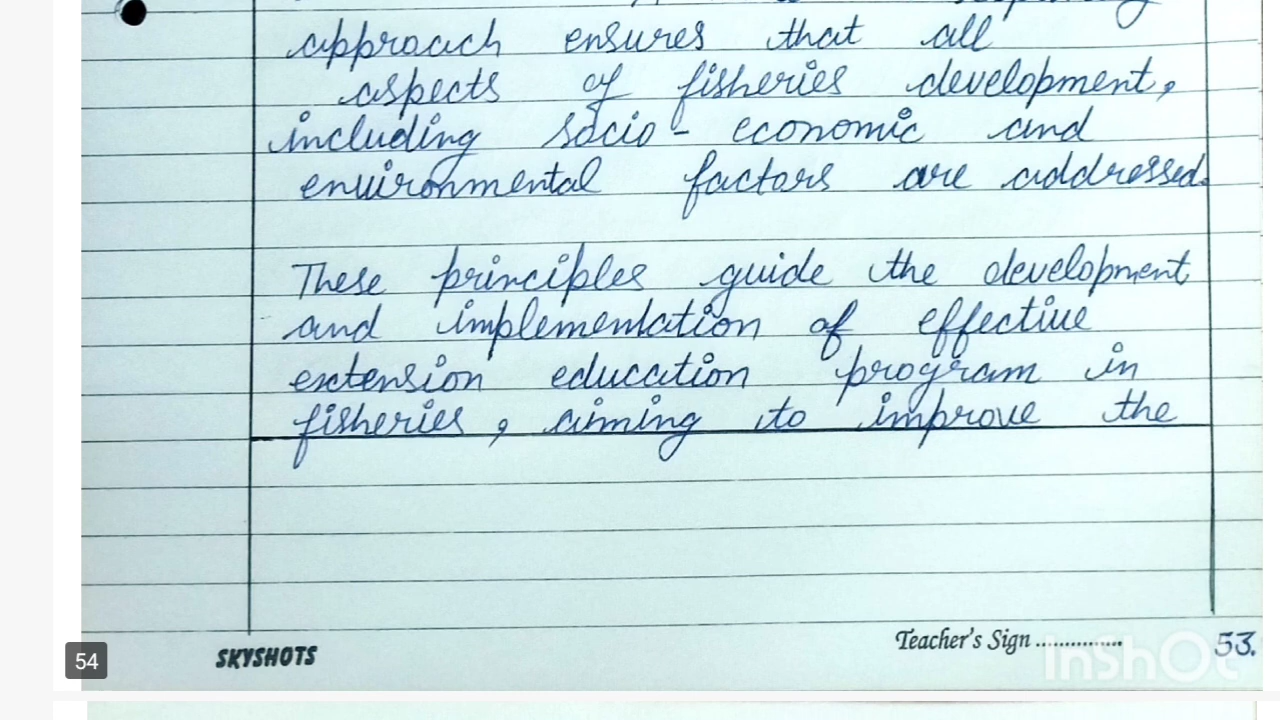 approach ensures that all
aspects of fisheries development,
including socio - economic and
environmental factors are addressed.
These principles guide the development
and implementation of effective
extension education program in
fisheries, aiming to improve the
Teacher's Sign ...............
53.
SKYSHOTS
54
InShOt